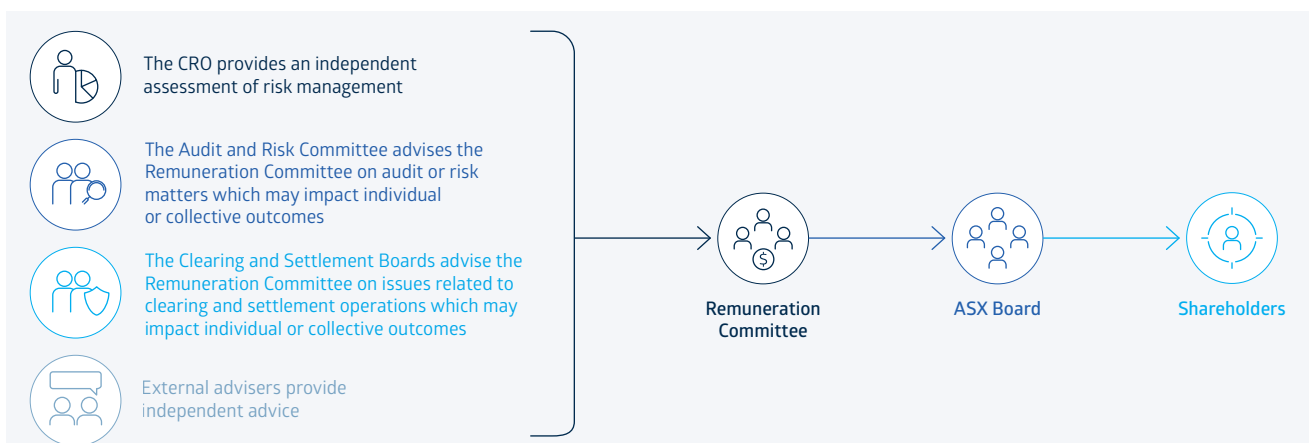 The CRO provides an independent
assessment of risk management
The Audit and Risk Committee advises the
Remuneration Committee on audit or risk
matters which may impact individual
or collective outcomes
The Clearing and Settlement Boards advise the
Remuneration Committee on issues related to
clearing and settlement operations which may
impact individual or collective outcomes
External advisers provide
independent advice
$
Remuneration
Committee
ASX Board
Shareholders